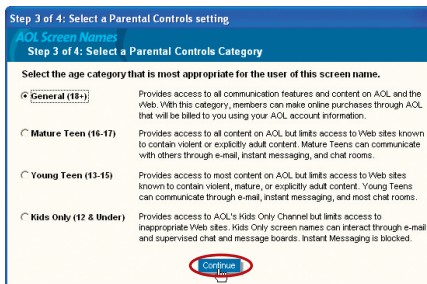 Step 3 of 4: Select a Parental Controls setting
AOL Screen Names
Step 3 of 4: Select a Parental Controls Category
Select the age category that is most appropriate for the user of this screen name.
General (18+)
Provides access to all communication features and content on AOL and the
Web. With this category, members can make online purchases through AOL
that will be billed to you using your AOL account information.
Mature Teen (16-17)
Provides access to all content on AOL but limits access to Web sites known
to contain violent or explicitly adult content. Mature Teens can communicate
with others through e-mail, instant messaging, and chat rooms.
Young Teen (13-15)
Provides access to most content on AOL but limits access to Web sites
known to contain violent, mature, or explicitly adult content. Young Teens
can communicate through e-mail, instant messaging, and most chat rooms.
Kids Only (12 & Under)
Provides access to AOL's Kids Only Channel but limits access to
inappropriate Web sites. Kids Only screen names can interact through e-mail
and supervised chat and message boards. Instant Messaging is blocked.
Continue